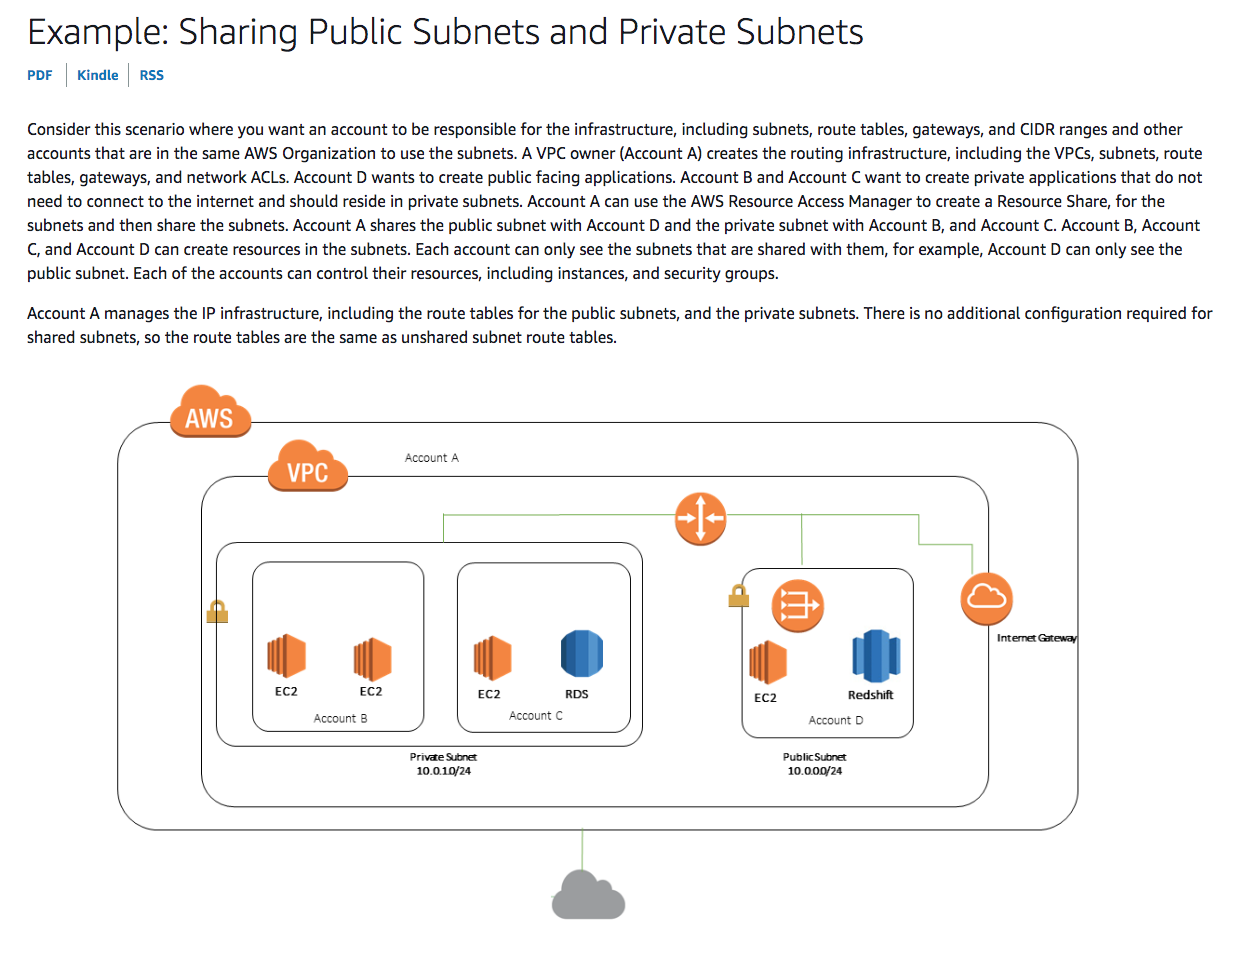 Example: Sharing Public Subnets and Private Subnets
PDF Kindle RSS
Consider this scenario where you want an account to be responsible for the infrastructure, including subnets, route tables, gateways, and CIDR ranges and other
accounts that are in the same AWS Organization to use the subnets. A VPC owner (Account A) creates the routing infrastructure, including the VPCs, subnets, route
tables, gateways, and network ACLs. Account D wants to create public facing applications. Account B and Account C want to create private applications that do not
need to connect to the internet and should reside in private subnets. Account A can use the AWS Resource Access Manager to create a Resource Share, for the
subnets and then share the subnets. Account A shares the public subnet with Account D and the private subnet with Account B, and Account C. Account B, Account
C, and Account D can create resources in the subnets. Each account can only see the subnets that are shared with them, for example, Account D can only see the
public subnet. Each of the accounts can control their resources, including instances, and security groups.
Account A manages the IP infrastructure, including the route tables for the public subnets, and the private subnets. There is no additional configuration required for
shared subnets, so the route tables are the same as unshared subnet route tables.
AWS
VPC
Account A
Internet Gateway
EC2
EC2
Account B
EC2
RDS
Account C
EC2
Redshift
Account D
Private Subnet
10.0.1.0/24
Public Subnet
10.0.0.0/24